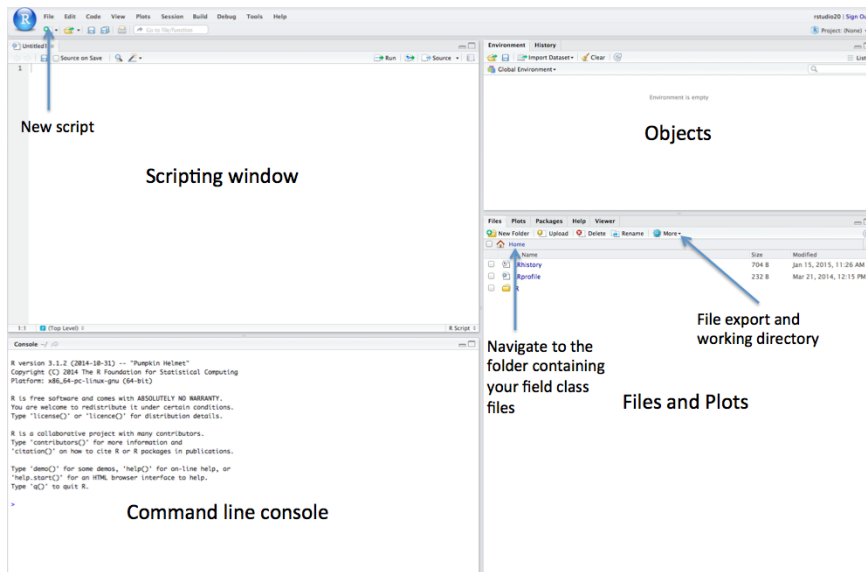 File Edit Code View Plots Session Build Debug Tools Help
rstudio20 | Sign Ou
Go to file/function
Project: (None)
Untitled1
Source on Save
Run
Source
1
New script
Scripting window
1:1
(Top Level)
R Script
Environment History
Import Dataset
Clear
List
Global Environment
Environment is empty
Objects
Files Plots Packages Help Viewer
New Folder Upload Delete Rename More
Home
Name Size Modified
.Rhistory 704 B Jan 15, 2015, 11:26 AM
.Rprofile 232 B Mar 21, 2014, 12:15 PM
R
Navigate to the
folder containing
your field class
files
File export and
working directory
Files and Plots
Console ~/
R version 3.1.2 (2014-10-31) -- "Pumpkin Helmet"
Copyright (C) 2014 The R Foundation for Statistical Computing
Platform: x86_64-pc-linux-gnu (64-bit)
R is free software and comes with ABSOLUTELY NO WARRANTY.
You are welcome to redistribute it under certain conditions.
Type 'license()' or 'licence()' for distribution details.
R is a collaborative project with many contributors.
Type 'contributors()' for more information and
'citation()' on how to cite R or R packages in publications.
Type 'demo()' for some demos, 'help()' for on-line help, or
'help.start()' for an HTML browser interface to help.
Type 'q()' to quit R.
>
Command line console